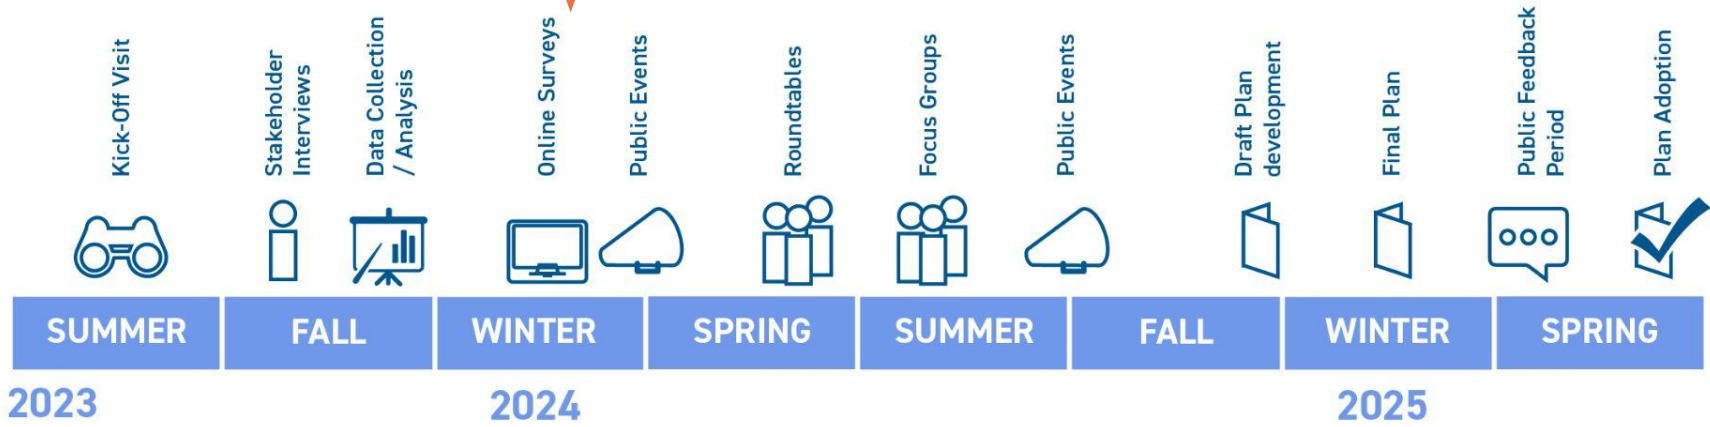 Kick-Off Visit
Stakeholder
Interviews
Data Collection
/ Analysis
Online Surveys
Public Events
Roundtables
Focus Groups
Public Events
Draft Plan
development
Final Plan
Public Feedback
Period
Plan Adoption
SUMMER
FALL
WINTER
SPRING
SUMMER
FALL
WINTER
SPRING
2023
2024
2025